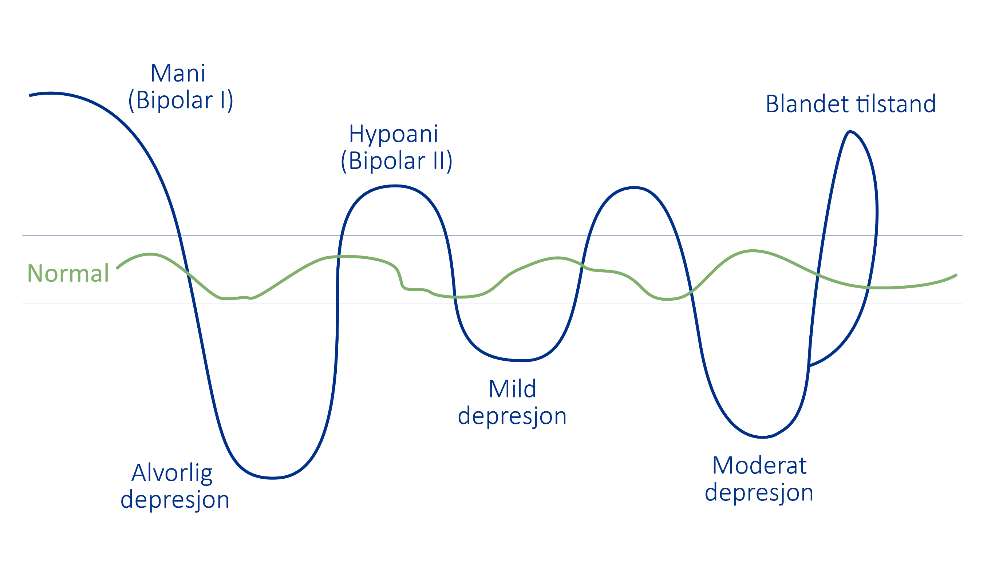 Mani
(Bipolar I)
Hypoani
(Bipolar II)
Blandet tilstand
Normal
Mild
depresjon
Alvorlig
depresjon
Moderat
depresjon